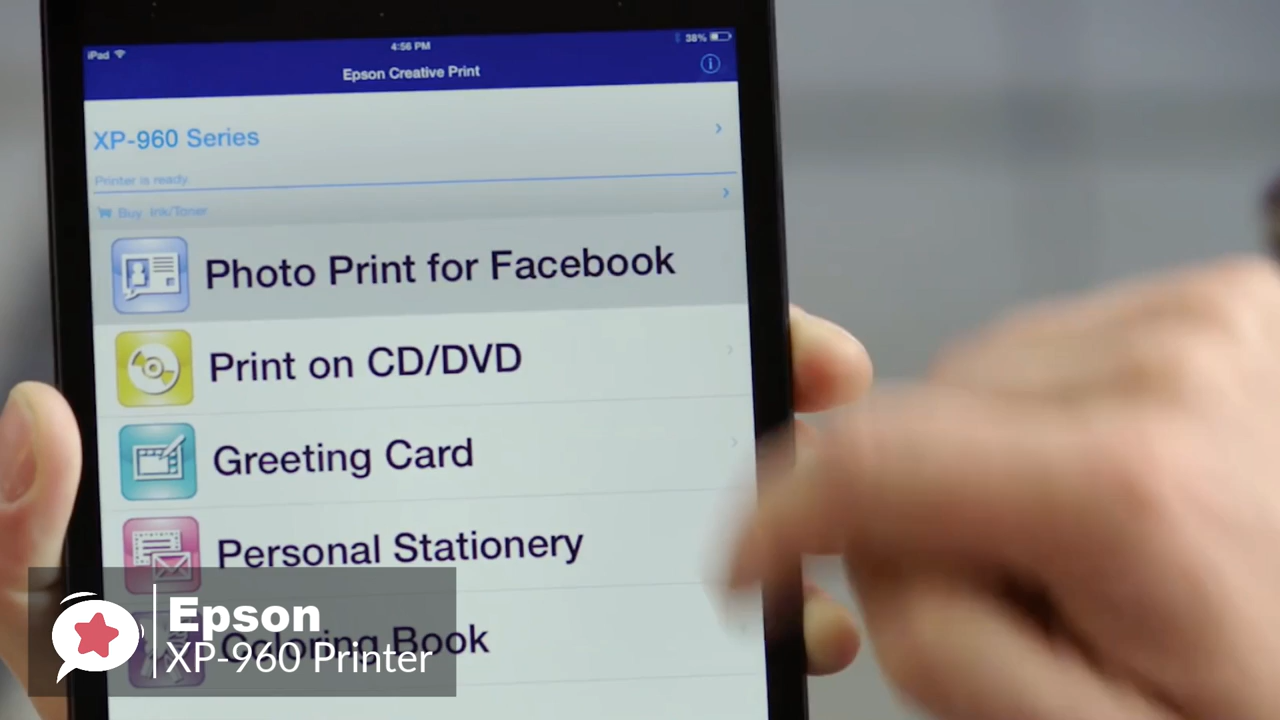 iPad
4:56 PM
38%
Epson Creative Print
XP-960 Series
Printer is ready.
Buy Ink/Toner
Photo Print for Facebook
Print on CD/DVD
Greeting Card
Personal Stationery
Coloring Book
Epson
XP-960 Printer